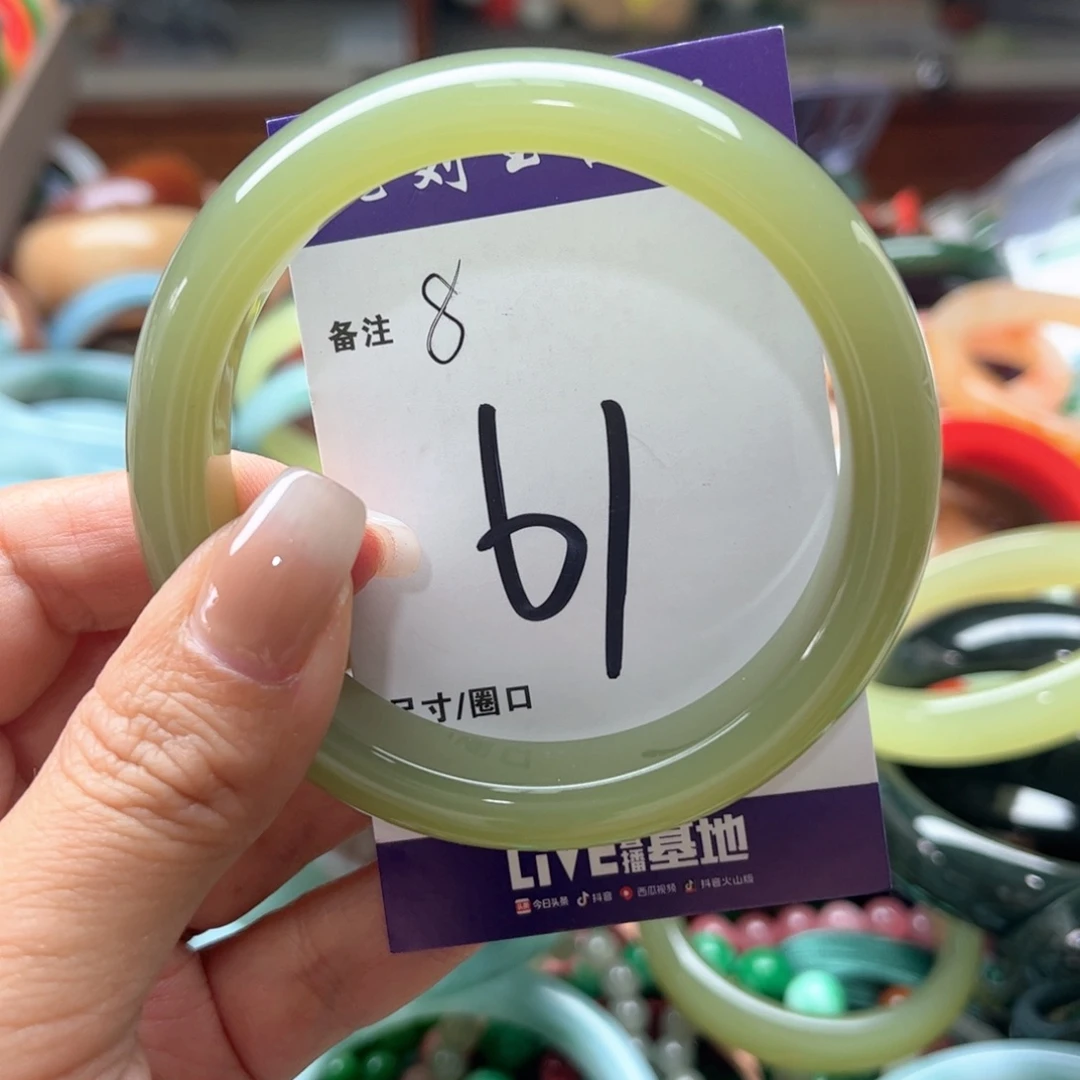 刘
备注 8
61
尺寸/圈口
LIVE直播基地
今日头条 抖音 西瓜视频 抖音火山版